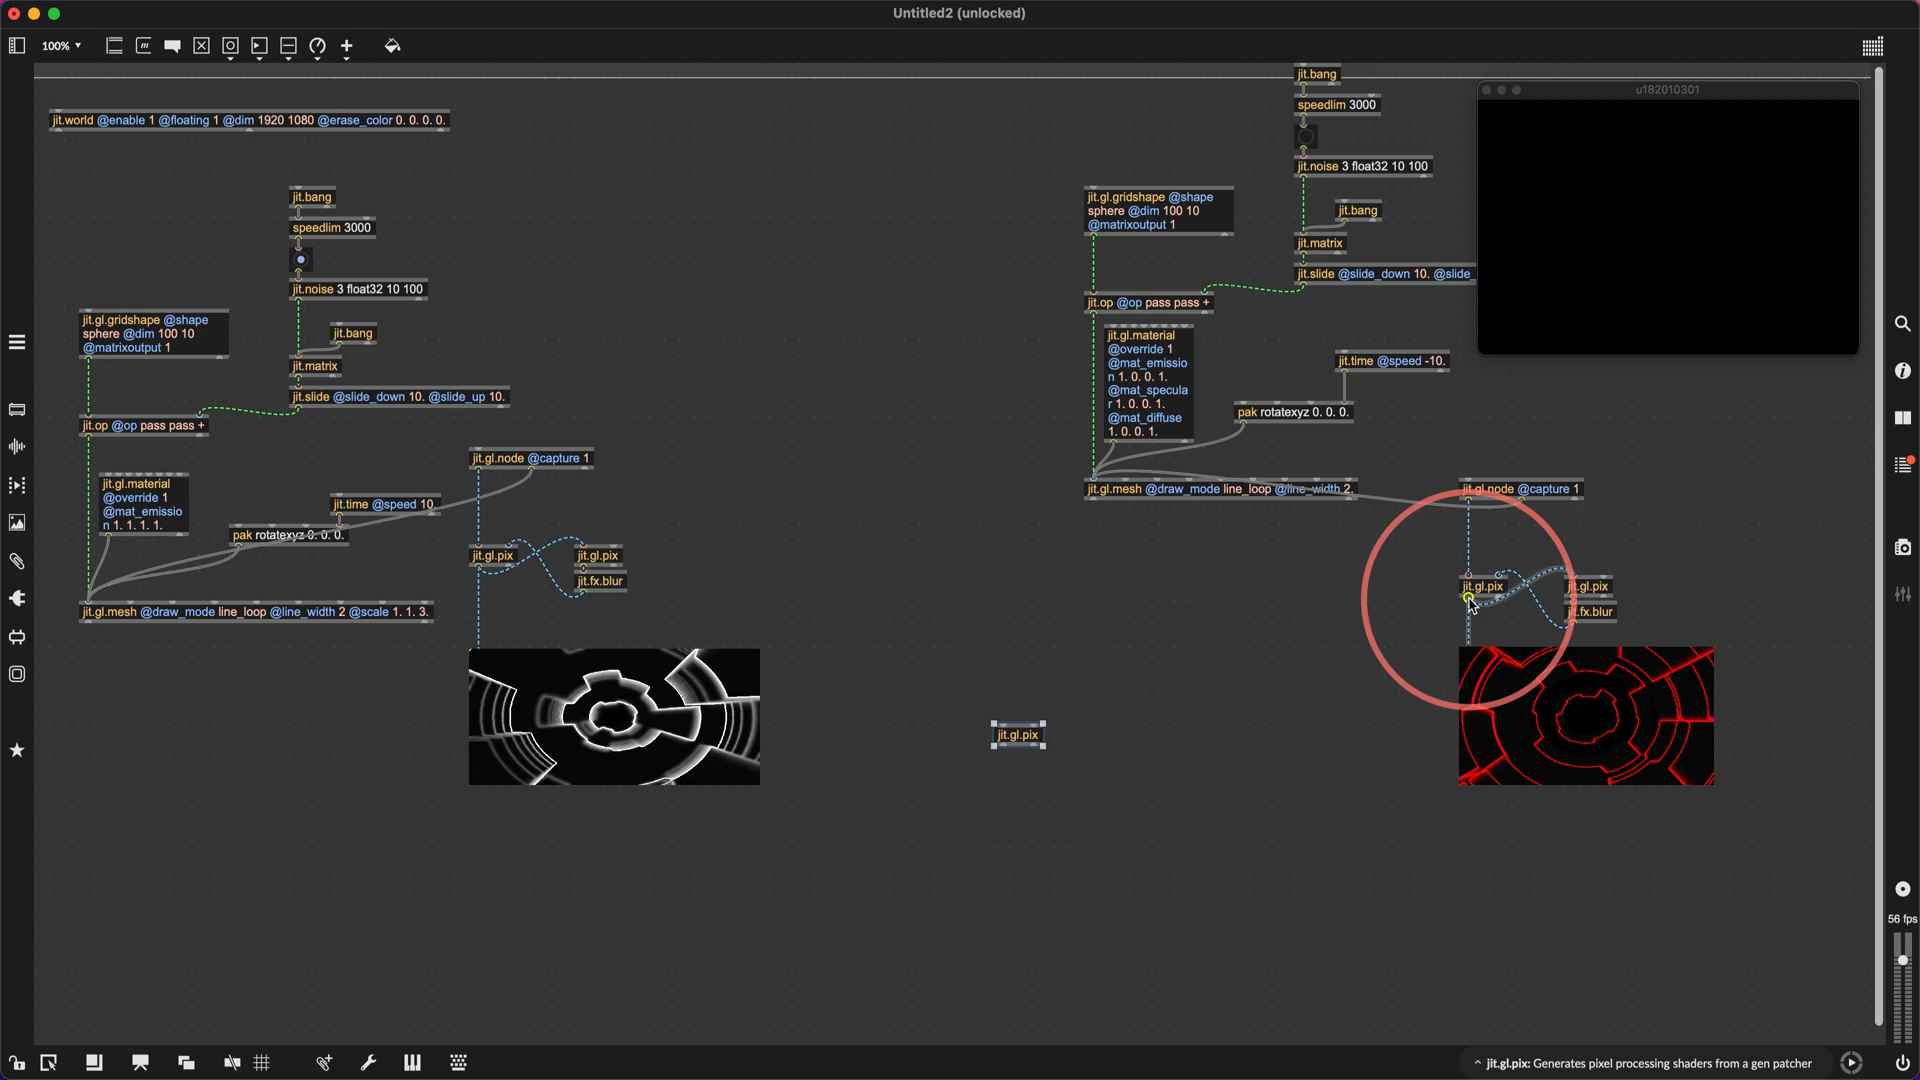 Untitled2 (unlocked)
100%
jit.world @enable 1 @floating 1 @dim 1920 1080 @erase_color 0. 0. 0. 0.
jit.bang
speedlim 3000
jit.noise 3 float32 10 100
jit.bang
jit.matrix
jit.slide @slide_down 10. @slide_up 10.
jit.gl.gridshape @shape
sphere @dim 100 10
@matrixoutput 1
jit.op @op pass pass +
jit.gl.material
@override 1
@mat_emissio
n 1. 1. 1. 1.
jit.time @speed 10.
pak rotatexyz 0. 0. 0.
jit.gl.mesh @draw_mode line_loop @line_width 2 @scale 1. 1. 3.
jit.gl.node @capture 1
jit.gl.pix
jit.gl.pix
jit.fx.blur
jit.gl.pix
jit.bang
speedlim 3000
jit.noise 3 float32 10 100
jit.bang
jit.matrix
jit.slide @slide_down 10. @slide_
jit.gl.gridshape @shape
sphere @dim 100 10
@matrixoutput 1
jit.op @op pass pass +
jit.gl.material
@override 1
@mat_emissio
n 1. 0. 0. 1.
@mat_specula
r 1. 0. 0. 1.
@mat_diffuse
1. 0. 0. 1.
jit.time @speed -10.
pak rotatexyz 0. 0. 0.
jit.gl.mesh @draw_mode line_loop @line_width 2.
jit.gl.node @capture 1
jit.gl.pix
jit.gl.pix
jit.fx.blur
u182010301
56 fps
jit.gl.pix: Generates pixel processing shaders from a gen patcher